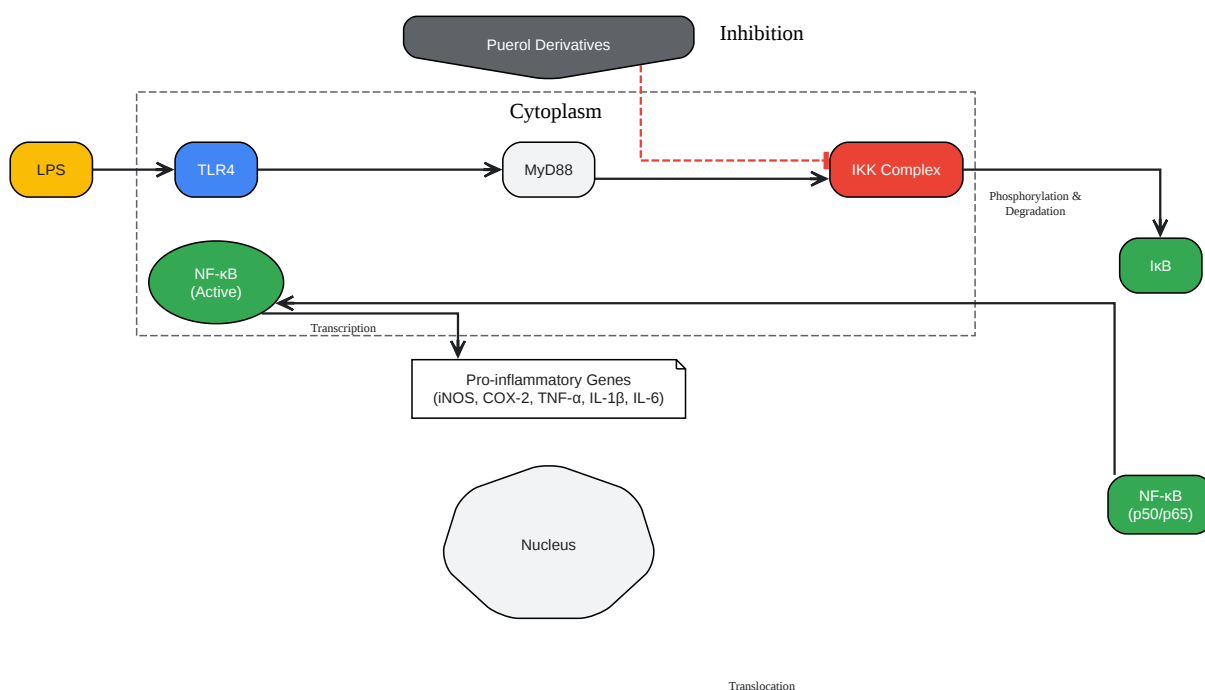 Puerol Derivatives
Inhibition
Cytoplasm
LPS
TLR4
MyD88
IKK Complex
Phosphorylation &
Degradation
IκB
NF-κB
(Active)
Transcription
Pro-inflammatory Genes
(iNOS, COX-2, TNF-α, IL-1β, IL-6)
NF-κB
(p50/p65)
Nucleus
Translocation